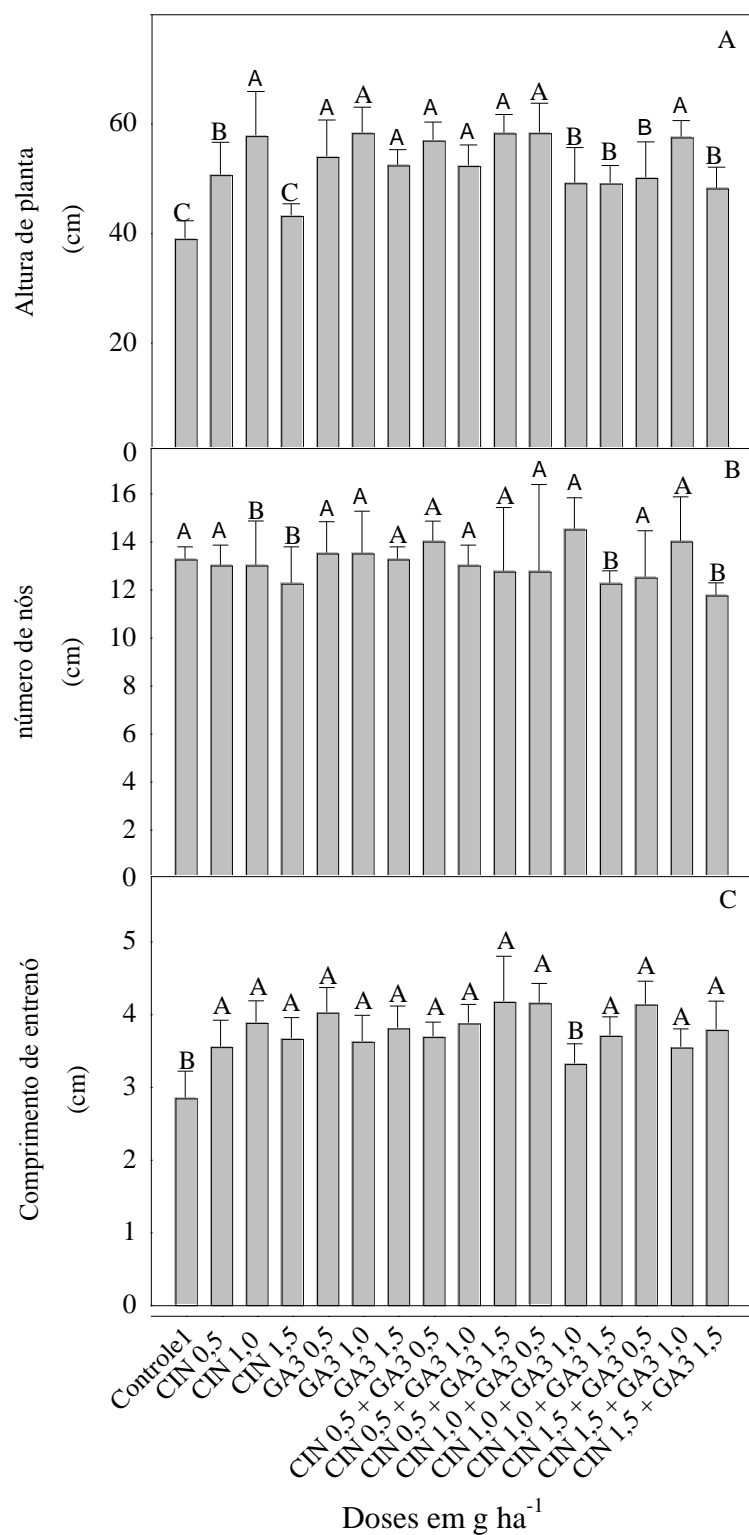 A
Altura de planta
(cm)
60
40
20
0
C B A C A A A A A A A B B B A B
B
número de nós
(cm)
16
14
12
10
8
6
4
2
0
A A B B A A A A A A A A B A A B
C
Comprimento de entrenó
(cm)
5
4
3
2
1
0
B A A A A A A A A A A B A A A A
Controle1
CIN 0,5
CIN 1,0
CIN 1,5
GA3 0,5
GA3 1,0
GA3 1,5
CIN 0,5 + GA3 0,5
CIN 0,5 + GA3 1,0
CIN 0,5 + GA3 1,5
CIN 1,0 + GA3 0,5
CIN 1,0 + GA3 1,0
CIN 1,0 + GA3 1,5
CIN 1,5 + GA3 0,5
CIN 1,5 + GA3 1,0
CIN 1,5 + GA3 1,5
Doses em g ha⁻¹